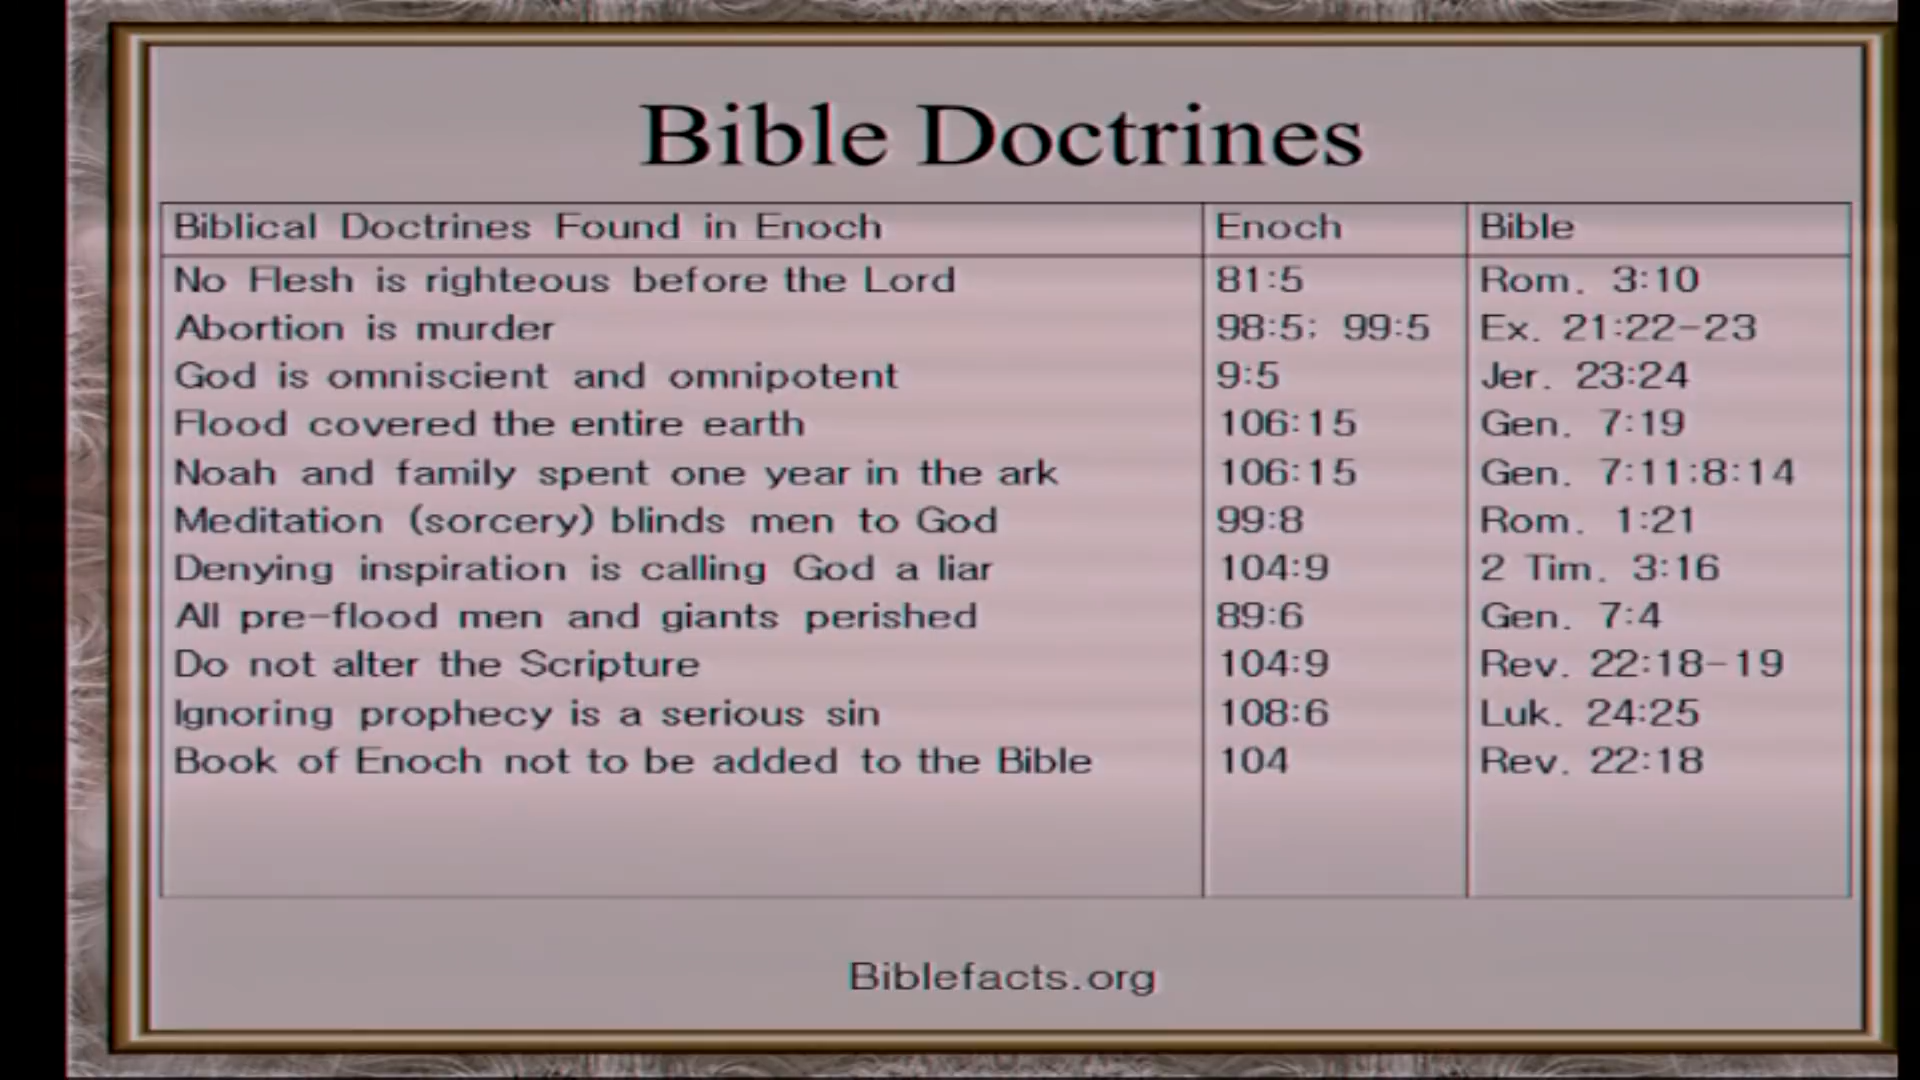 Bible Doctrines
Biblical Doctrines Found in Enoch Enoch Bible
No Flesh is righteous before the Lord 81:5 Rom. 3:10
Abortion is murder 98:5; 99:5 Ex. 21:22-23
God is omniscient and omnipotent 9:5 Jer. 23:24
Flood covered the entire earth 106:15 Gen. 7:19
Noah and family spent one year in the ark 106:15 Gen. 7:11;8:14
Meditation (sorcery) blinds men to God 99:8 Rom. 1:21
Denying inspiration is calling God a liar 104:9 2 Tim. 3:16
All pre-flood men and giants perished 89:6 Gen. 7:4
Do not alter the Scripture 104:9 Rev. 22:18-19
Ignoring prophecy is a serious sin 108:6 Luk. 24:25
Book of Enoch not to be added to the Bible 104 Rev. 22:18
Biblefacts.org